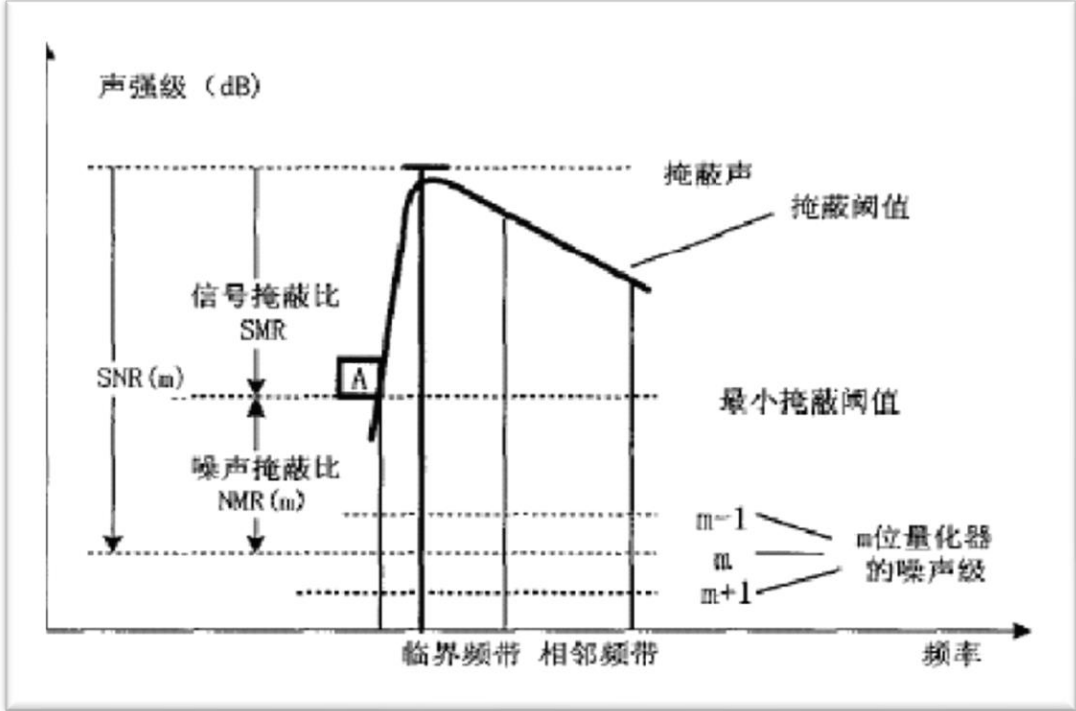 声强级（dB）
掩蔽声
掩蔽阈值
信号掩蔽比
SMR
SNR(m)
A
最小掩蔽阈值
噪声掩蔽比
NMR(m)
m-1
m
m+1
m位量化器
的噪声级
临界频带 相邻频带
频率